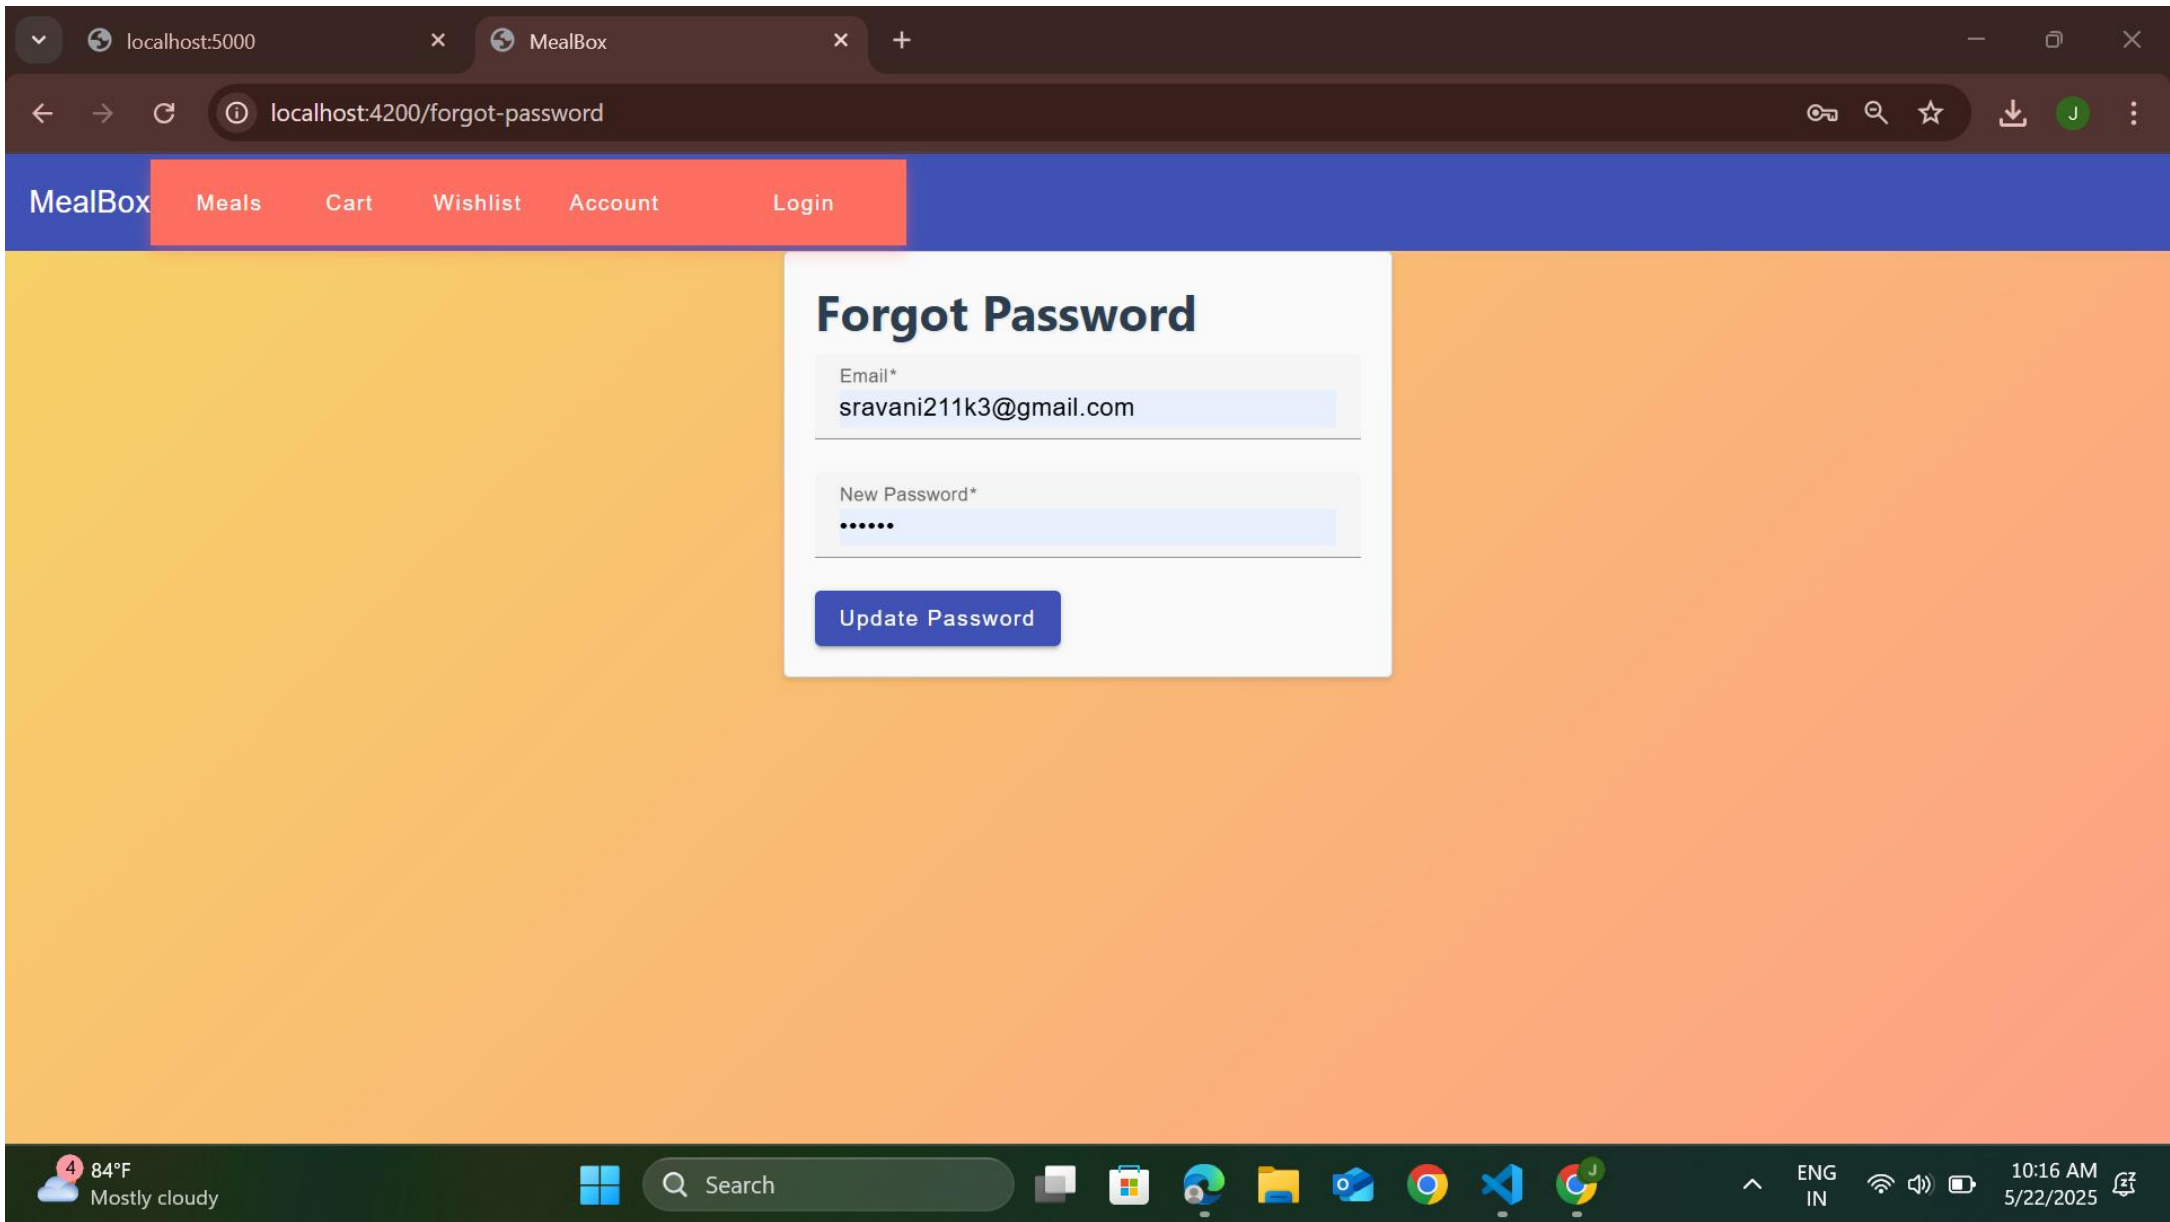 localhost:5000
MealBox
localhost:4200/forgot-password
J
MealBox Meals Cart Wishlist Account Login
Forgot Password
Email*
sravani211k3@gmail.com
New Password*
••••••
Update Password
4
84°F
Mostly cloudy
Search
J
ENG
IN
10:16 AM
5/22/2025